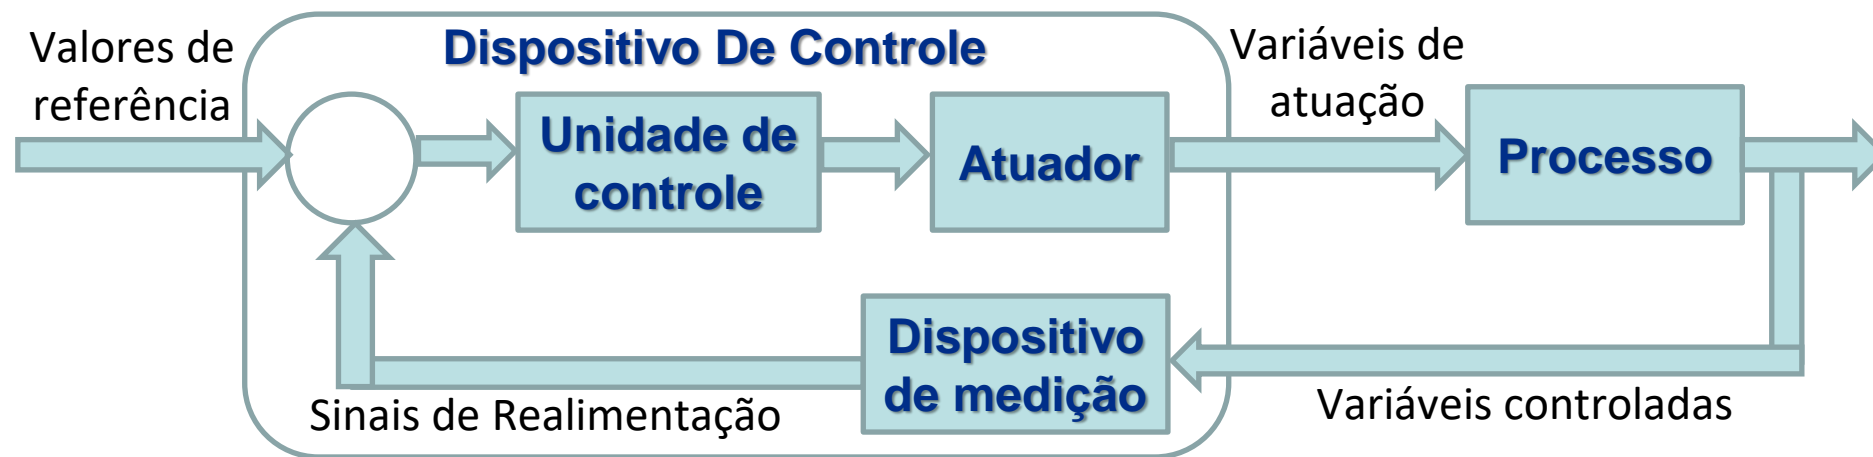 Valores de
referência
Dispositivo De Controle
Unidade de
controle
Atuador
Variáveis de
atuação
Processo
Dispositivo
de medição
Sinais de Realimentação
Variáveis controladas